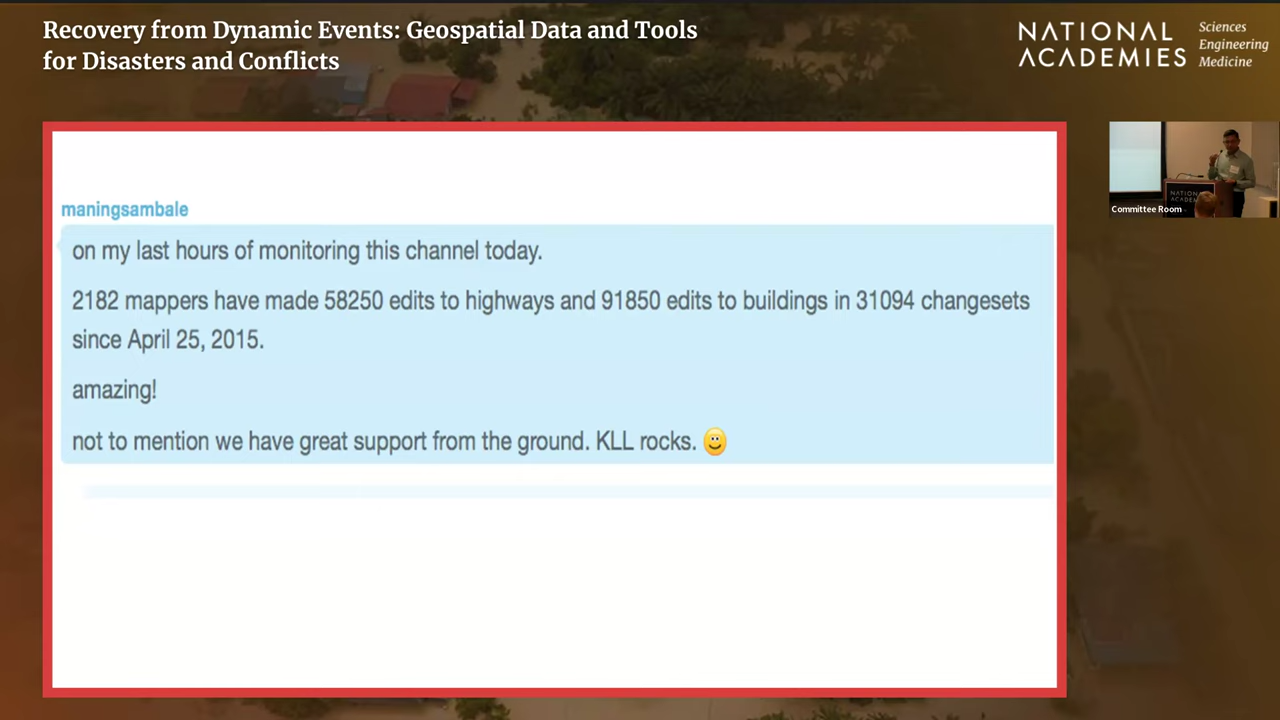 Recovery from Dynamic Events: Geospatial Data and Tools
for Disasters and Conflicts
NATIONAL
ACADEMIES
Sciences
Engineering
Medicine
maningsambale
on my last hours of monitoring this channel today.
2182 mappers have made 58250 edits to highways and 91850 edits to buildings in 31094 changesets
since April 25, 2015.
amazing!
not to mention we have great support from the ground. KLL rocks.
Committee Room